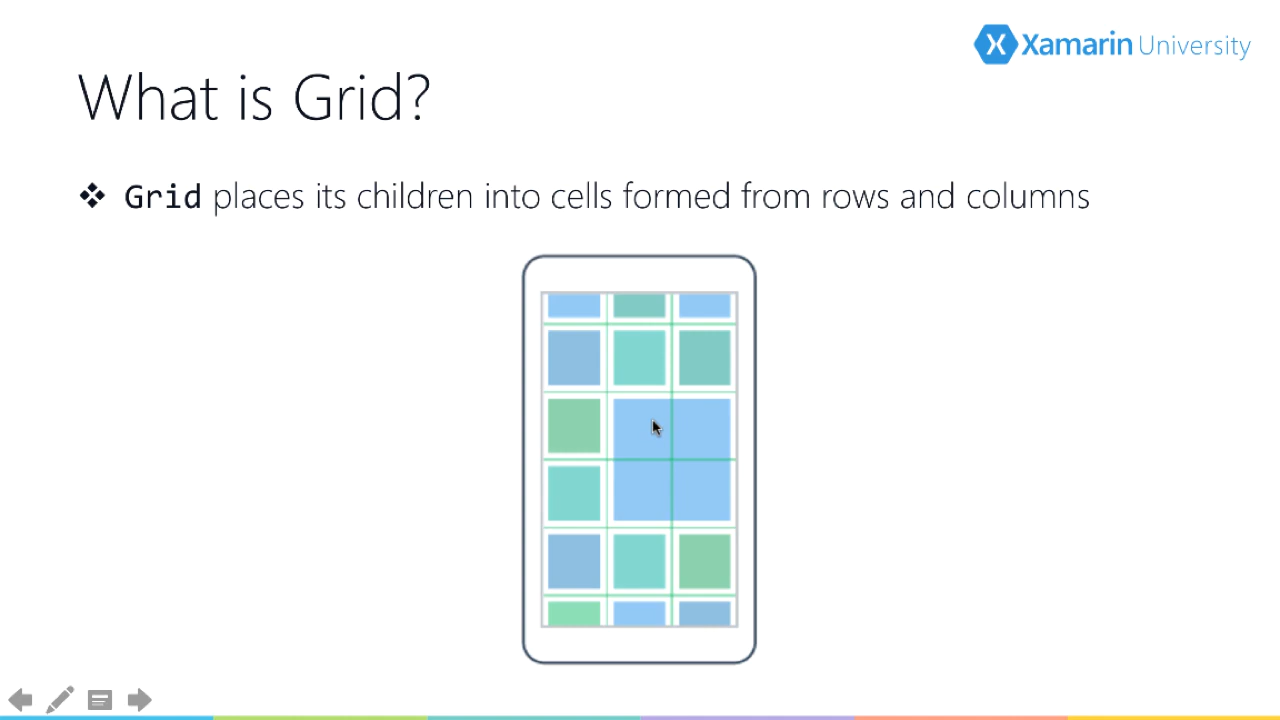 Xamarin University
What is Grid?
❖ Grid places its children into cells formed from rows and columns